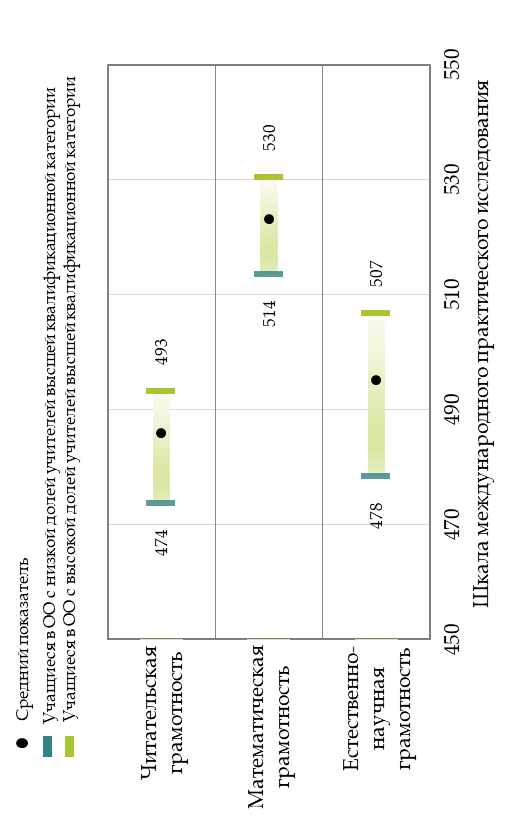 Средний показатель
Учащиеся в ОО с низкой долей учителей высшей квалификационной категории
Учащиеся в ОО с высокой долей учителей высшей квалификационной категории
Читательская
грамотность
474
493
Математическая
грамотность
514
530
Естественно-
научная
грамотность
478
507
450
470
490
510
530
550
Шкала международного практического исследования